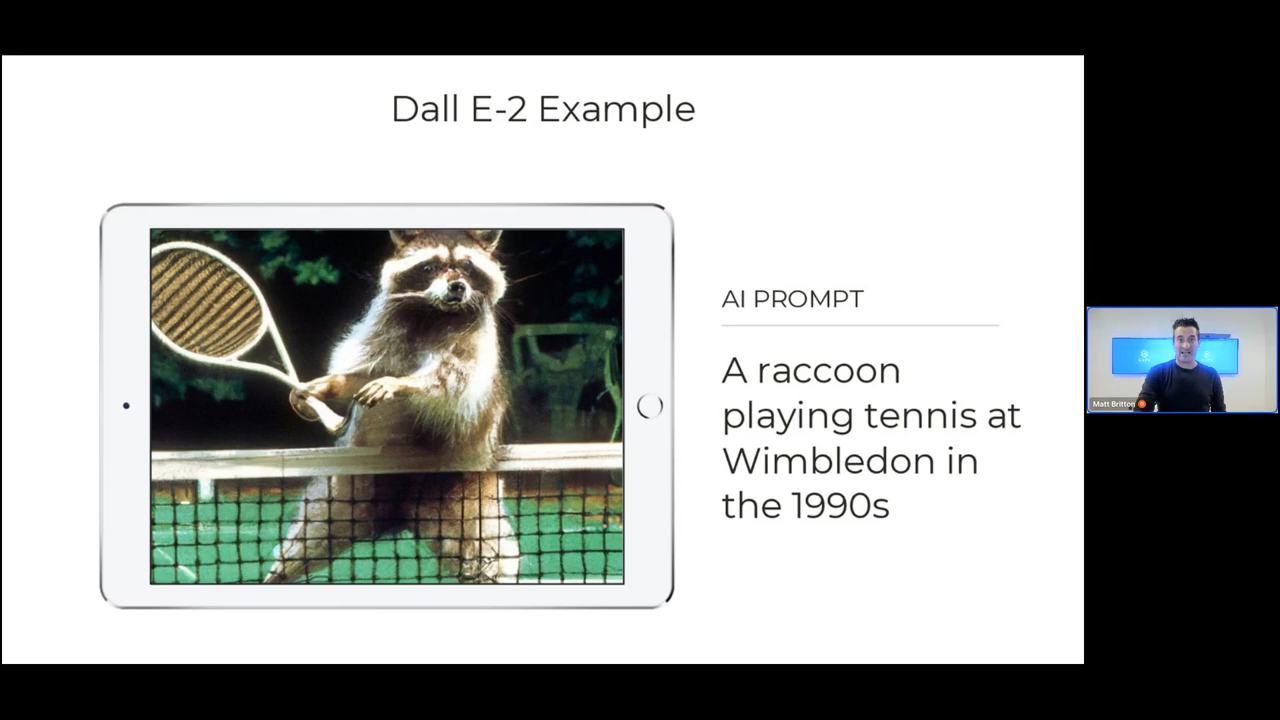 Dall E-2 Example
AI PROMPT
A raccoon
playing tennis at
Wimbledon in
the 1990s
Matt Britton